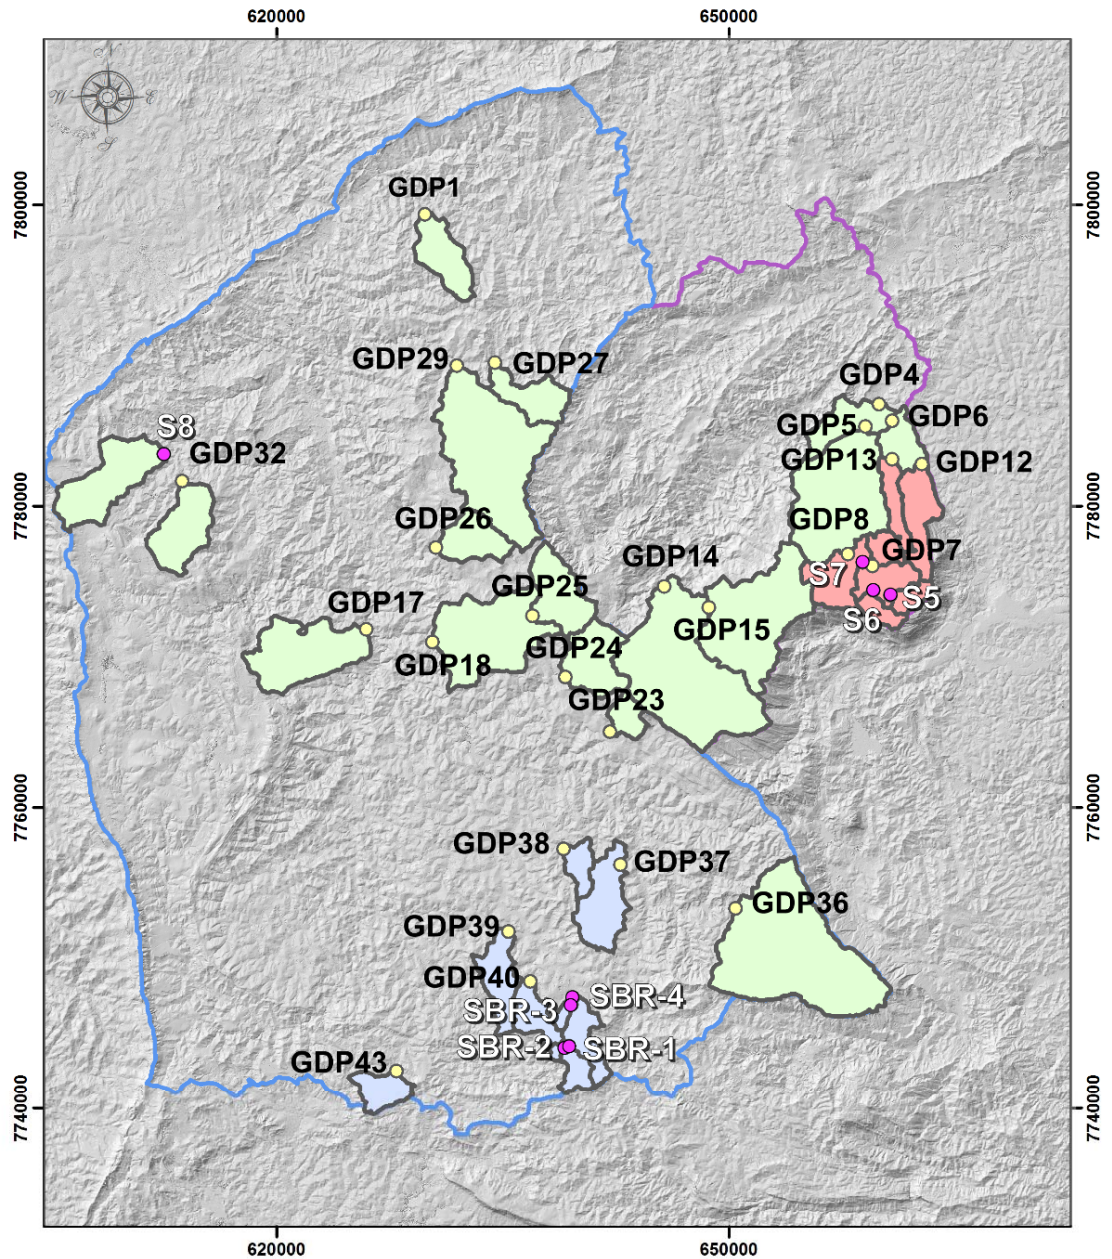 620000
650000
W
E
S
GDP1
7800000
7800000
GDP29
GDP27
GDP4
S8
GDP5
GDP6
GDP32
GDP13
GDP12
7780000
7780000
GDP26
GDP8
GDP14
GDP7
GDP25
S7
GDP17
S5
S6
GDP15
GDP24
GDP18
GDP23
7760000
7760000
GDP38
GDP37
GDP36
GDP39
GDP40
SBR-4
SBR-3
SBR-2
SBR-1
GDP43
7740000
7740000
620000
650000